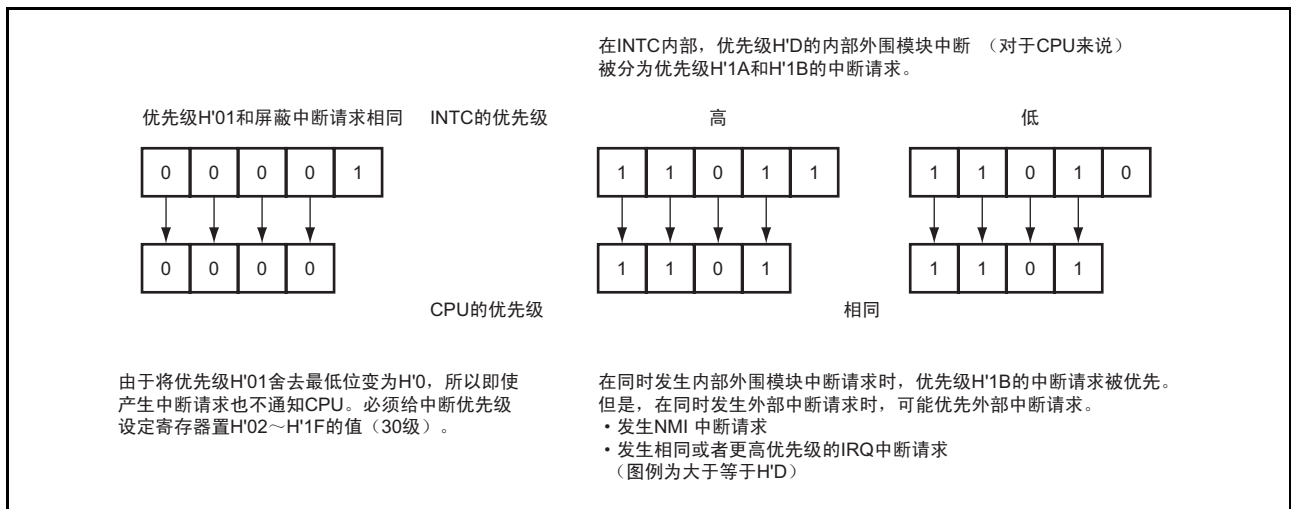 在INTC内部，优先级H'D的内部外围模块中断 （对于CPU来说）
被分为优先级H'1A和H'1B的中断请求。
优先级H'01和屏蔽中断请求相同 INTC的优先级 高 低
0 0 0 0 1 1 1 0 1 1 1 1 0 1 0
0 0 0 0 1 1 0 1 1 1 0 1
CPU的优先级 相同
由于将优先级H'01舍去最低位变为H'0，所以即使
产生中断请求也不通知CPU。必须给中断优先级
设定寄存器置H'02～H'1F的值（30级）。
在同时发生内部外围模块中断请求时，优先级H'1B的中断请求被优先。
但是，在同时发生外部中断请求时，可能优先外部中断请求。
・发生NMI 中断请求
・发生相同或者更高优先级的IRQ中断请求
（图例为大于等于H'D）